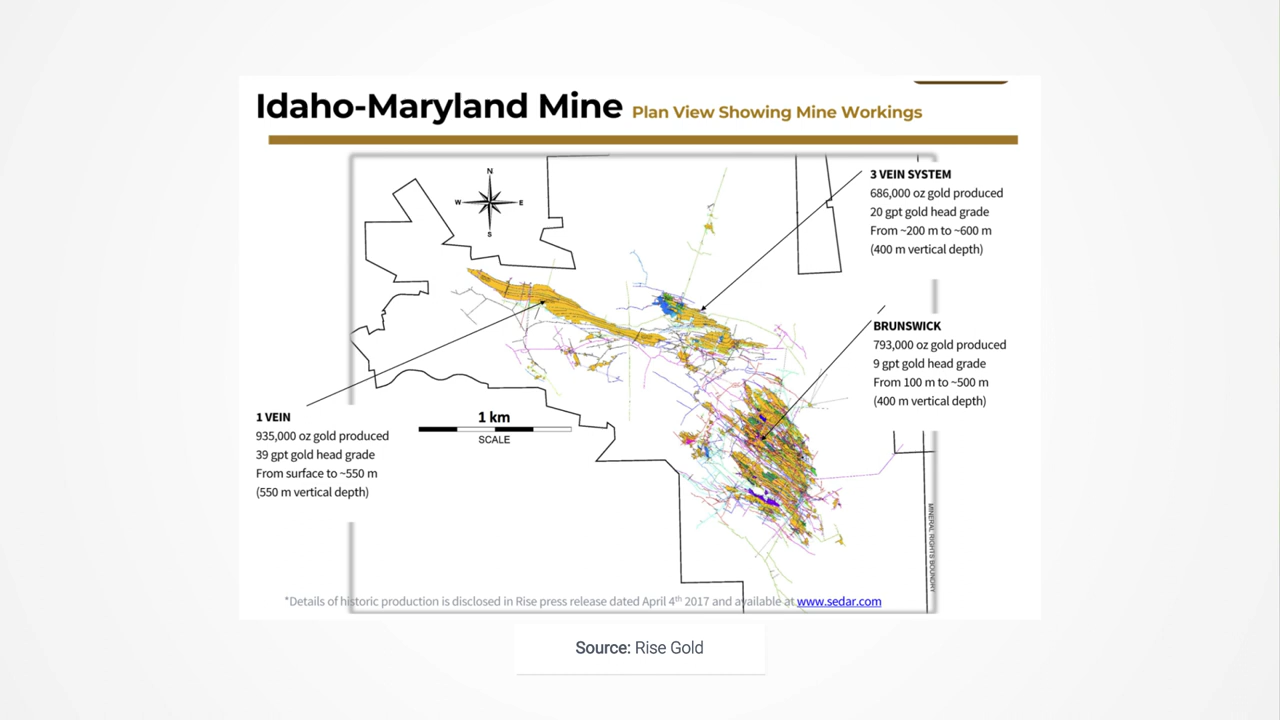 Idaho-Maryland Mine Plan View Showing Mine Workings
N
W
E
S
3 VEIN SYSTEM
686,000 oz gold produced
20 gpt gold head grade
From ~200 m to ~600 m
(400 m vertical depth)
BRUNSWICK
793,000 oz gold produced
9 gpt gold head grade
From 100 m to ~500 m
(400 m vertical depth)
1 VEIN
935,000 oz gold produced
39 gpt gold head grade
From surface to ~550 m
(550 m vertical depth)
1 km
SCALE
MINERAL RIGHTS BOUNDRY
*Details of historic production is disclosed in Rise press release dated April 4th 2017 and available at www.sedar.com
Source: Rise Gold